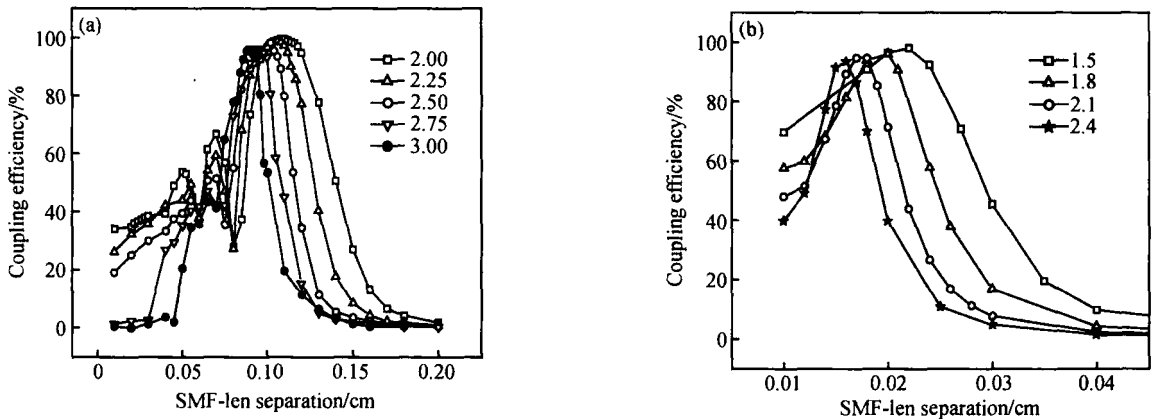 (a)
Coupling efficiency/%
100
80
60
40
20
0
2.00
2.25
2.50
2.75
3.00
0 0.05 0.10 0.15 0.20
SMF-len separation/cm
(b)
Coupling efficiency/%
100
80
60
40
20
0
1.5
1.8
2.1
2.4
0.01 0.02 0.03 0.04
SMF-len separation/cm